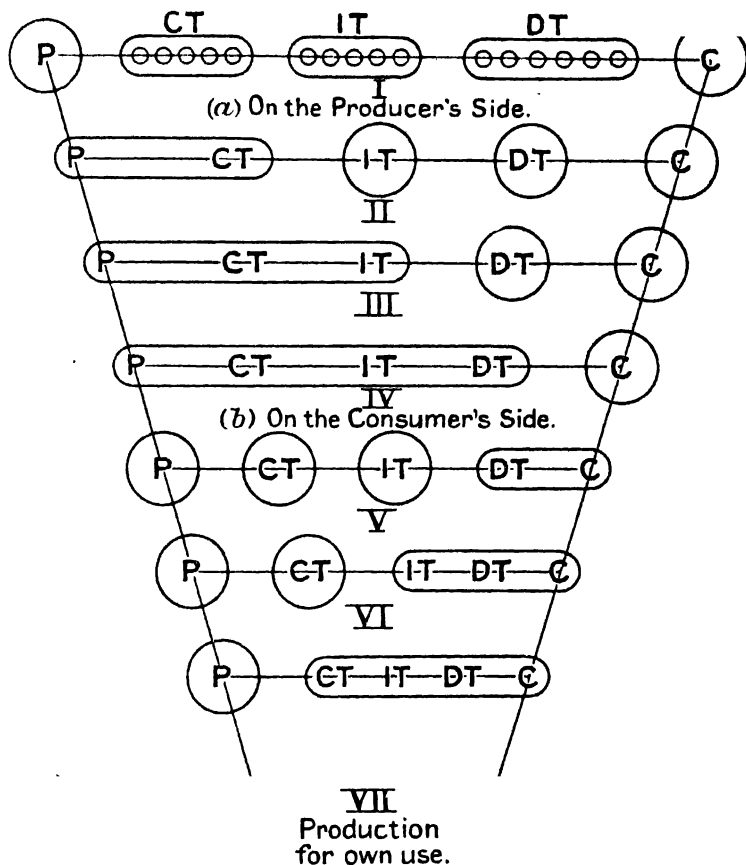 CT IT DT
P C
I
(a) On the Producer's Side.
P CT IT DT C
II
P CT IT DT C
III
P CT IT DT C
IV
(b) On the Consumer's Side.
P CT IT DT C
V
P CT IT DT C
VI
P CT IT DT C
VII
Production
for own use.